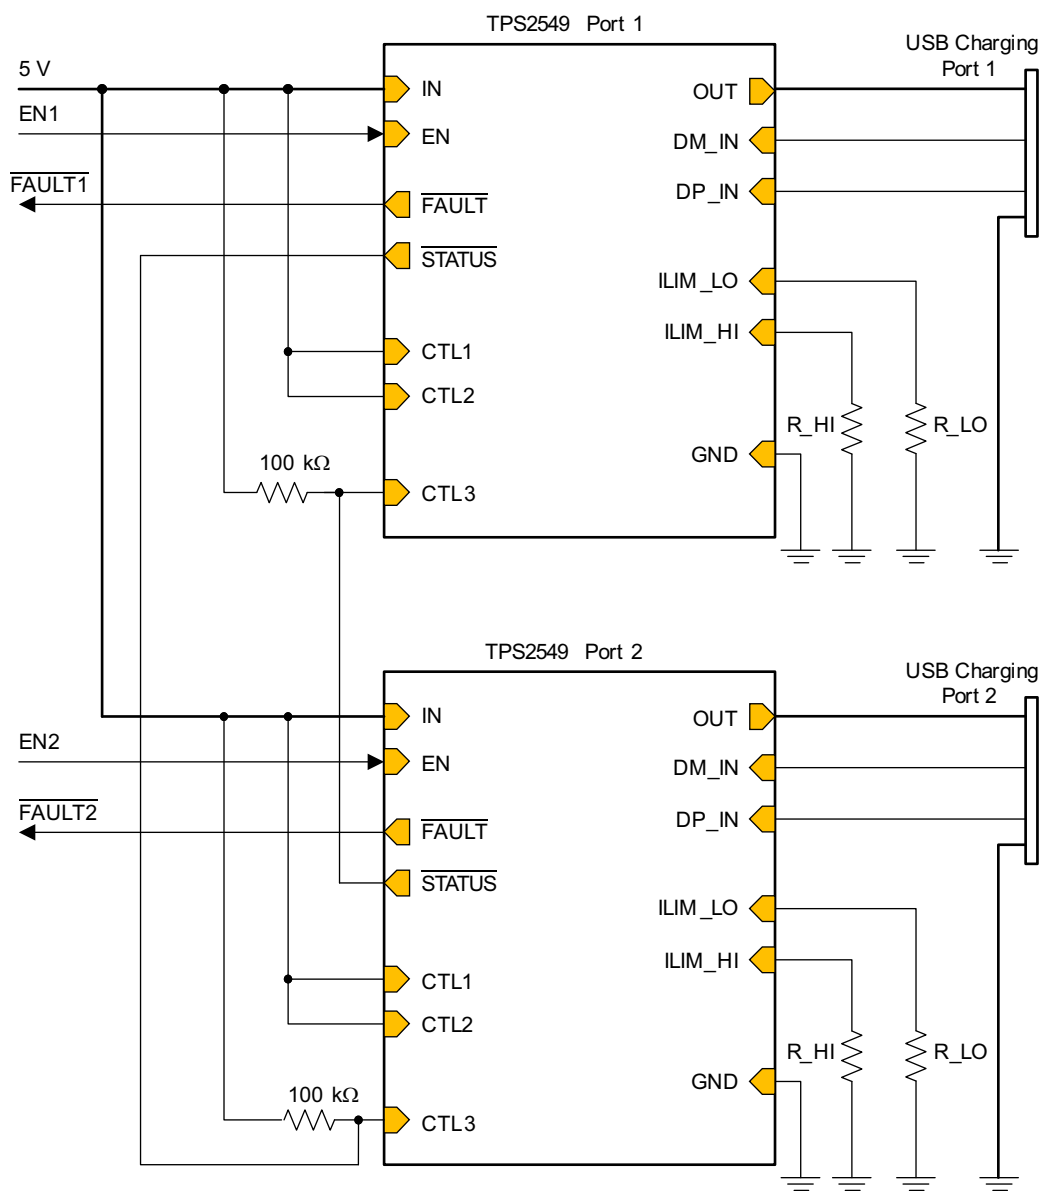 TPS2549 Port 1
USB Charging
Port 1
5 V
IN
OUT
EN1
EN
DM_IN
FAULT1
FAULT
DP_IN
STATUS
ILIM_LO
ILIM_HI
CTL1
CTL2
R_HI
R_LO
GND
100 kΩ
CTL3
TPS2549 Port 2
USB Charging
Port 2
IN
OUT
EN2
EN
DM_IN
FAULT2
FAULT
DP_IN
STATUS
ILIM_LO
ILIM_HI
CTL1
CTL2
R_HI
R_LO
GND
100 kΩ
CTL3